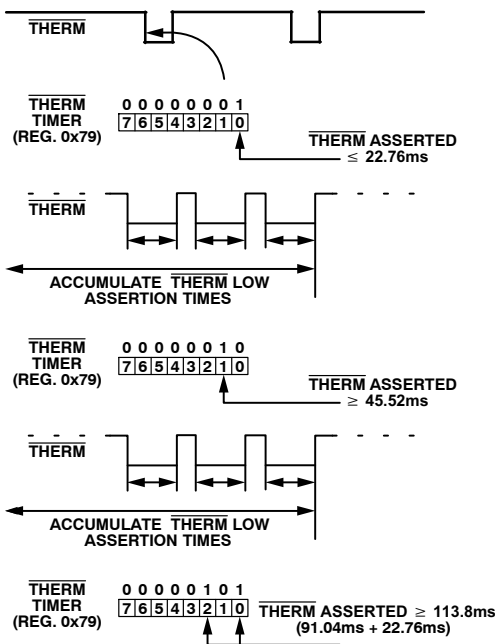 THERM
THERM
TIMER
(REG. 0x79)
0 0 0 0 0 0 0 1
7 6 5 4 3 2 1 0
THERM ASSERTED
≤ 22.76ms
THERM
ACCUMULATE THERM LOW
ASSERTION TIMES
THERM
TIMER
(REG. 0x79)
0 0 0 0 0 0 1 0
7 6 5 4 3 2 1 0
THERM ASSERTED
≥ 45.52ms
THERM
ACCUMULATE THERM LOW
ASSERTION TIMES
THERM
TIMER
(REG. 0x79)
0 0 0 0 0 1 0 1
7 6 5 4 3 2 1 0
THERM ASSERTED ≥ 113.8ms
(91.04ms + 22.76ms)